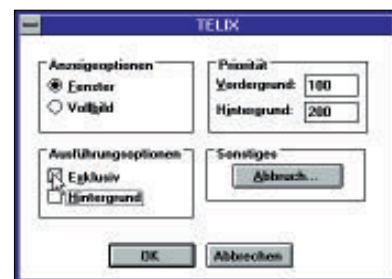 TELIX
Anzeigeoptionen
Fenster
Vollbild
Priorität
Vordergrund: 100
Hintergrund: 200
Ausführungsoptionen
Exklusiv
Hintergrund
Sonstiges
Abbruch...
OK
Abbrechen